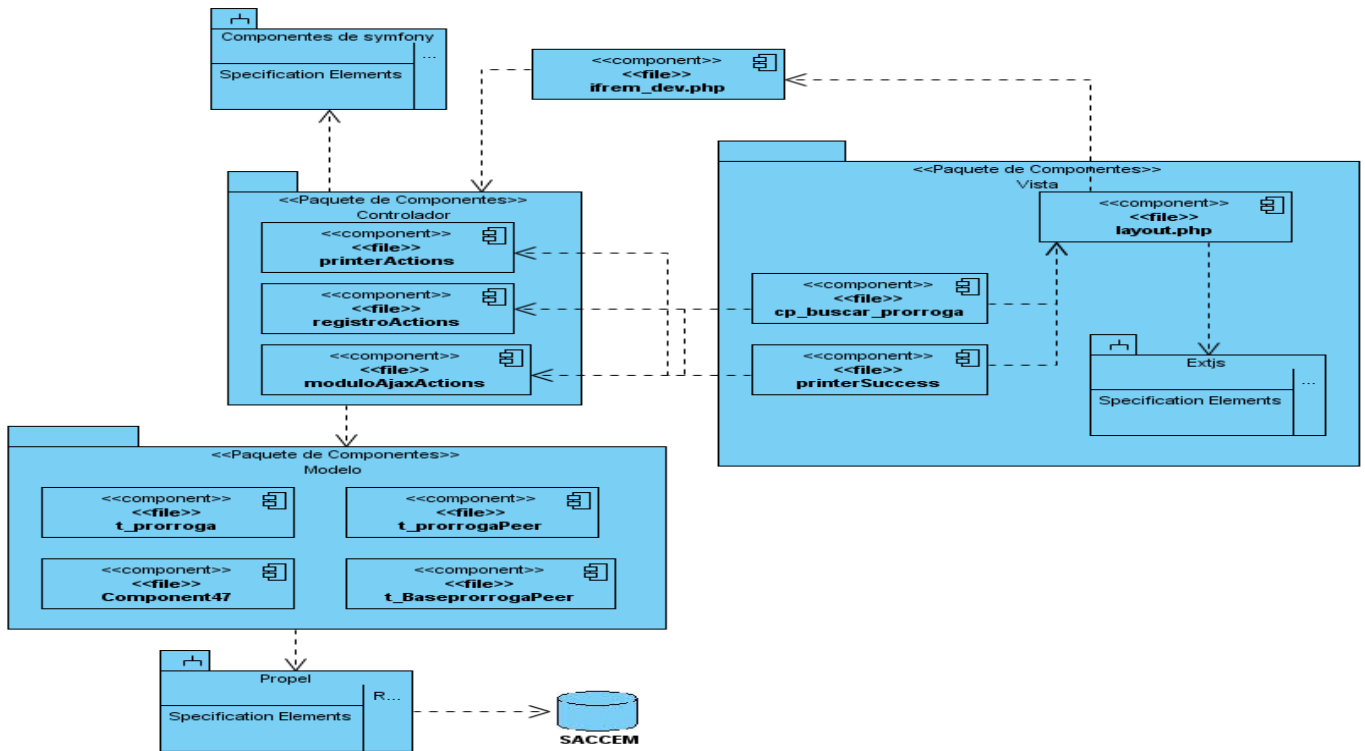 Componentes de symfony
...
Specification Elements
<<component>>
<<file>>
ifrem_dev.php
<<Paquete de Componentes>>
Controlador
<<component>>
<<file>>
printerActions
<<component>>
<<file>>
registroActions
<<component>>
<<file>>
moduloAjaxActions
<<Paquete de Componentes>>
Vista
<<component>>
<<file>>
layout.php
<<component>>
<<file>>
cp_buscar_prorroga
<<component>>
<<file>>
printerSuccess
Extjs
...
Specification Elements
<<Paquete de Componentes>>
Modelo
<<component>>
<<file>>
t_prorroga
<<component>>
<<file>>
t_prorrogaPeer
<<component>>
<<file>>
Component47
<<component>>
<<file>>
t_BaseprorrogaPeer
Propel
R...
Specification Elements
SACCEM